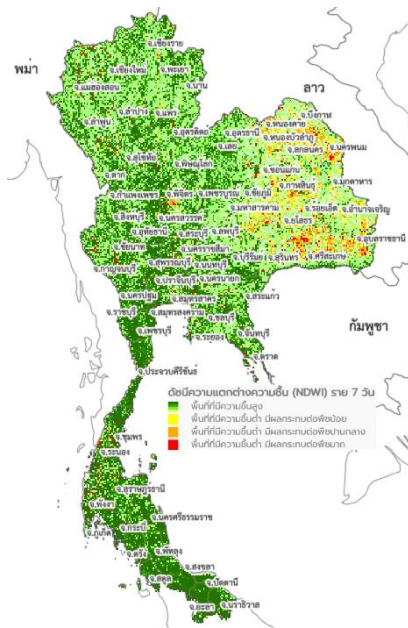 จ.เชียงราย
พม่า
จ.เชียงใหม่
จ.พะเยา
จ.แม่ฮ่องสอน
จ.น่าน
ลาว
จ.ลำปาง
จ.แพร่
จ.ลำพูน
จ.บึงกาฬ
จ.หนองคาย
จ.อุตรดิตถ์
จ.อุดรธานี
จ.หนองบัวลำภู
จ.นครพนม
จ.เลย
จ.สกลนคร
จ.สุโขทัย
จ.พิษณุโลก
จ.ตาก
จ.ขอนแก่น
จ.มุกดาหาร
จ.กำแพงเพชร
จ.พิจิตร
จ.เพชรบูรณ์
จ.ชัยภูมิ
จ.กาฬสินธุ์
จ.มหาสารคาม
จ.ร้อยเอ็ด
จ.อำนาจเจริญ
จ.สิงห์บุรี
จ.นครสวรรค์
จ.ยโสธร
จ.อุทัยธานี
จ.สระบุรี
จ.ลพบุรี
จ.อุบลราชธานี
จ.ชัยนาท
จ.นครราชสีมา
จ.บุรีรัมย์
จ.สุรินทร์
จ.ศรีสะเกษ
จ.สุพรรณบุรี
จ.นนทบุรี
จ.กาญจนบุรี
จ.ปราจีนบุรี
จ.นครนายก
จ.นครปฐม
จ.สมุทรสาคร
จ.สระแก้ว
จ.ราชบุรี
จ.สมุทรสงคราม
จ.ชลบุรี
กัมพูชา
จ.เพชรบุรี
จ.ระยอง
จ.จันทบุรี
จ.ตราด
จ.ประจวบคีรีขันธ์
ดัชนีความแตกต่างความชื้น (NDWI) ราย 7 วัน
พื้นที่ที่มีความชื้นสูง
พื้นที่ที่มีความชื้นต่ำ มีผลกระทบต่อพืชน้อย
พื้นที่ที่มีความชื้นต่ำ มีผลกระทบต่อพืชปานกลาง
พื้นที่ที่มีความชื้นต่ำ มีผลกระทบต่อพืชมาก
จ.ชุมพร
จ.ระนอง
จ.สุราษฎร์ธานี
จ.พังงา
จ.นครศรีธรรมราช
จ.ภูเก็ต
จ.กระบี่
จ.ตรัง
จ.พัทลุง
จ.สงขลา
จ.สตูล
จ.ปัตตานี
จ.ยะลา
จ.นราธิวาส